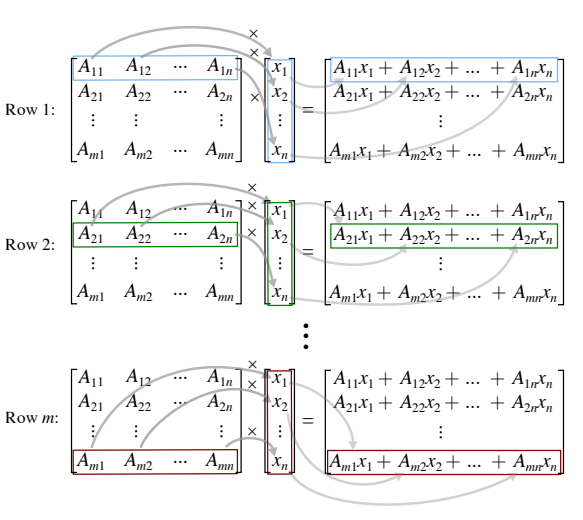 ×
×
A₁₁ A₁₂ ··· A₁ₙ x₁ A₁₁x₁ + A₁₂x₂ + ... + A₁ₙxₙ
Row 1: A₂₁ A₂₂ ··· A₂ₙ × x₂ = A₂₁x₁ + A₂₂x₂ + ... + A₂ₙxₙ
⋮ ⋮ ⋮ ⋮ ⋮
Aₘ₁ Aₘ₂ ··· Aₘₙ xₙ Aₘ₁x₁ + Aₘ₂x₂ + ... + Aₘₙxₙ
×
×
A₁₁ A₁₂ ··· A₁ₙ x₁ A₁₁x₁ + A₁₂x₂ + ... + A₁ₙxₙ
Row 2: A₂₁ A₂₂ ··· A₂ₙ × x₂ = A₂₁x₁ + A₂₂x₂ + ... + A₂ₙxₙ
⋮ ⋮ ⋮ ⋮ ⋮
Aₘ₁ Aₘ₂ ··· Aₘₙ xₙ Aₘ₁x₁ + Aₘ₂x₂ + ... + Aₘₙxₙ
⋮
×
A₁₁ A₁₂ ··· A₁ₙ × x₁ A₁₁x₁ + A₁₂x₂ + ... + A₁ₙxₙ
Row m: A₂₁ A₂₂ ··· A₂ₙ x₂ = A₂₁x₁ + A₂₂x₂ + ... + A₂ₙxₙ
⋮ ⋮ ⋮ × ⋮ ⋮
Aₘ₁ Aₘ₂ ··· Aₘₙ xₙ Aₘ₁x₁ + Aₘ₂x₂ + ... + Aₘₙxₙ